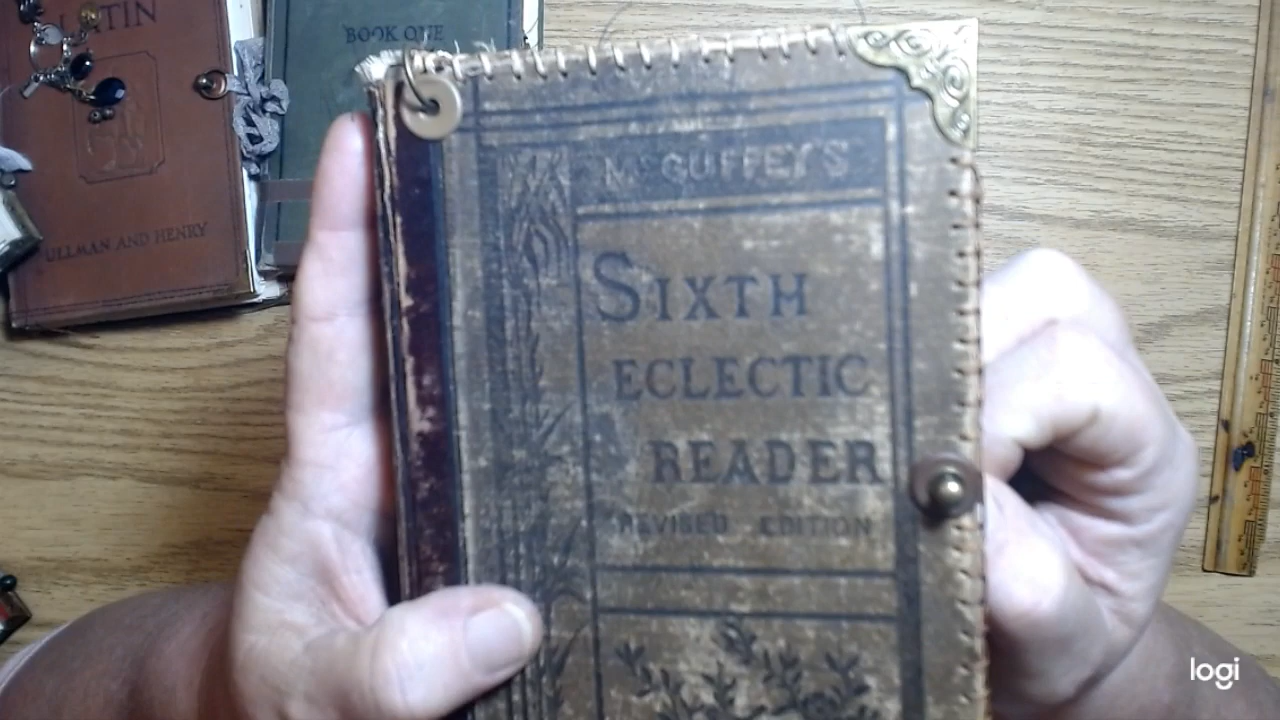 LATIN
ULLMAN AND HENRY
BOOK ONE
MCGUFFEY'S
SIXTH
ECLECTIC
READER
REVISED EDITION
logi